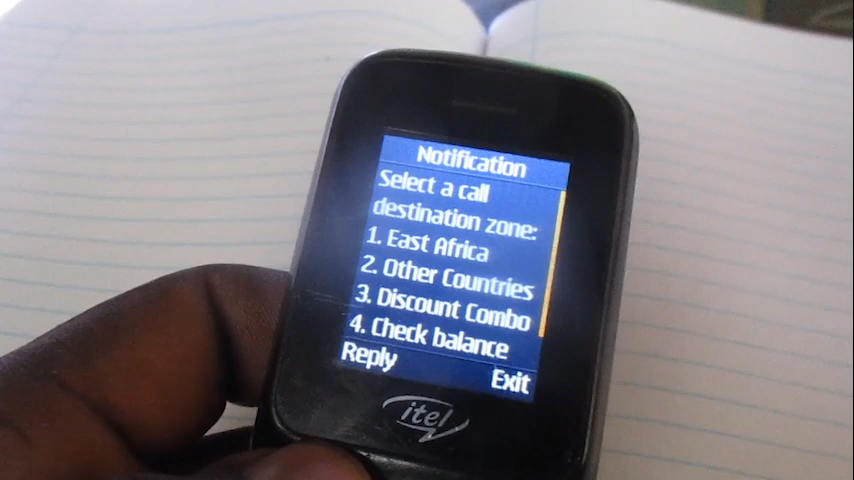 Notification
Select a call
destination zone:
1. East Africa
2. Other Countries
3. Discount Combo
4. Check balance
Reply Exit
itel